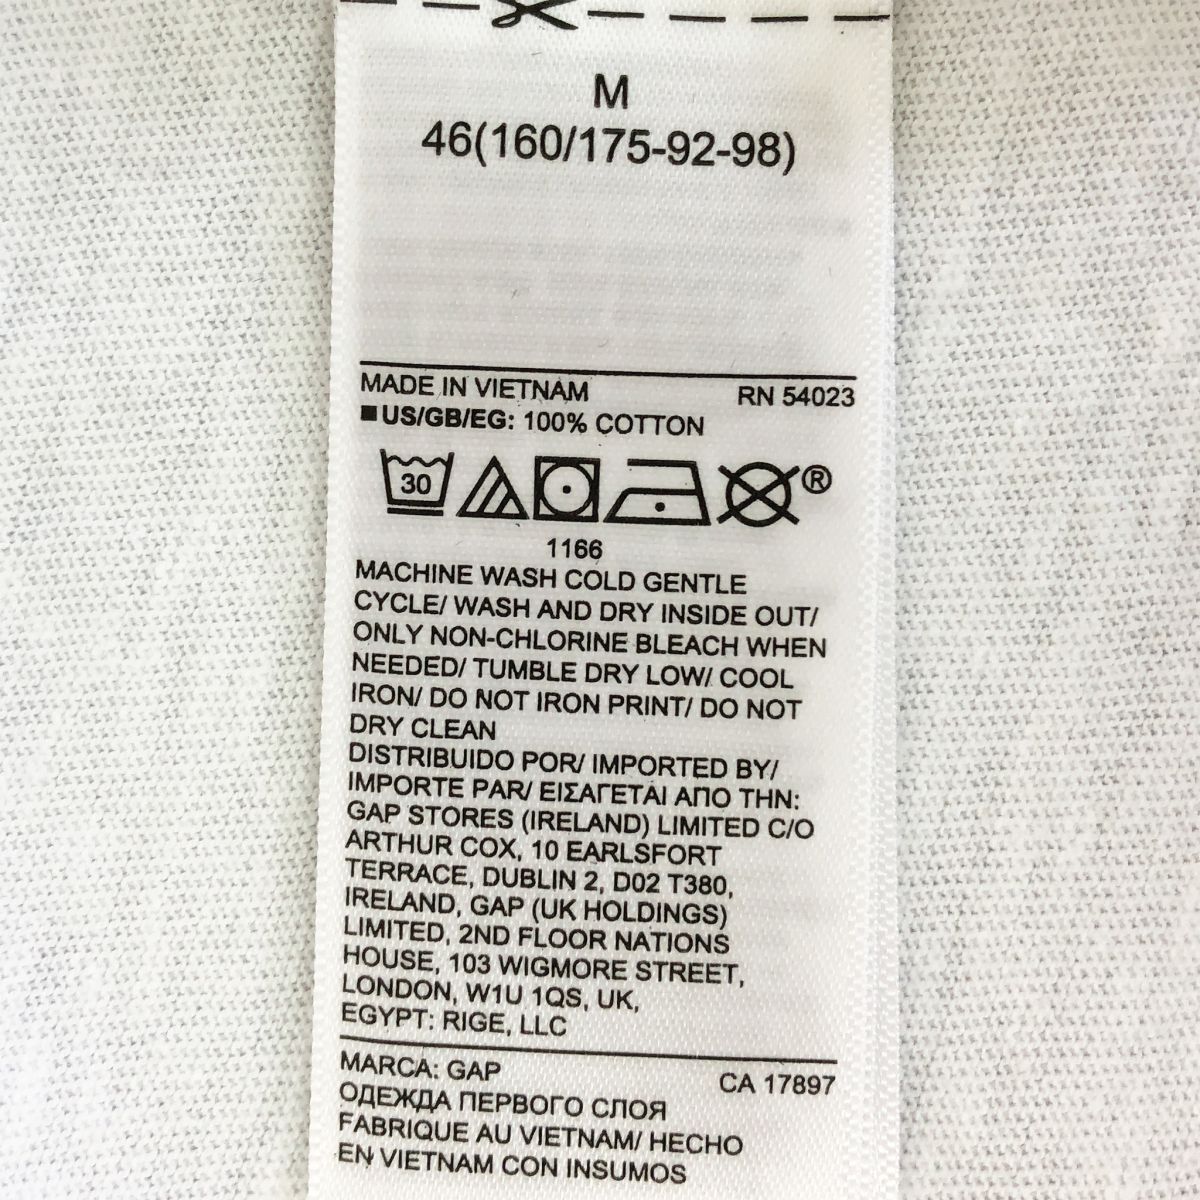 M
46(160/175-92-98)
MADE IN VIETNAM RN 54023
■US/GB/EG: 100% COTTON
30 ®
1166
MACHINE WASH COLD GENTLE
CYCLE/ WASH AND DRY INSIDE OUT/
ONLY NON-CHLORINE BLEACH WHEN
NEEDED/ TUMBLE DRY LOW/ COOL
IRON/ DO NOT IRON PRINT/ DO NOT
DRY CLEAN
DISTRIBUIDO POR/ IMPORTED BY/
IMPORTE PAR/ ΕΙΣΑΓΕΤΑΙ ΑΠΟ ΤΗΝ:
GAP STORES (IRELAND) LIMITED C/O
ARTHUR COX, 10 EARLSFORT
TERRACE, DUBLIN 2, D02 T380,
IRELAND, GAP (UK HOLDINGS)
LIMITED, 2ND FLOOR NATIONS
HOUSE, 103 WIGMORE STREET,
LONDON, W1U 1QS, UK,
EGYPT: RIGE, LLC
MARCA: GAP CA 17897
ОДЕЖДА ПЕРВОГО СЛОЯ
FABRIQUE AU VIETNAM/ HECHO
EN VIETNAM CON INSUMOS